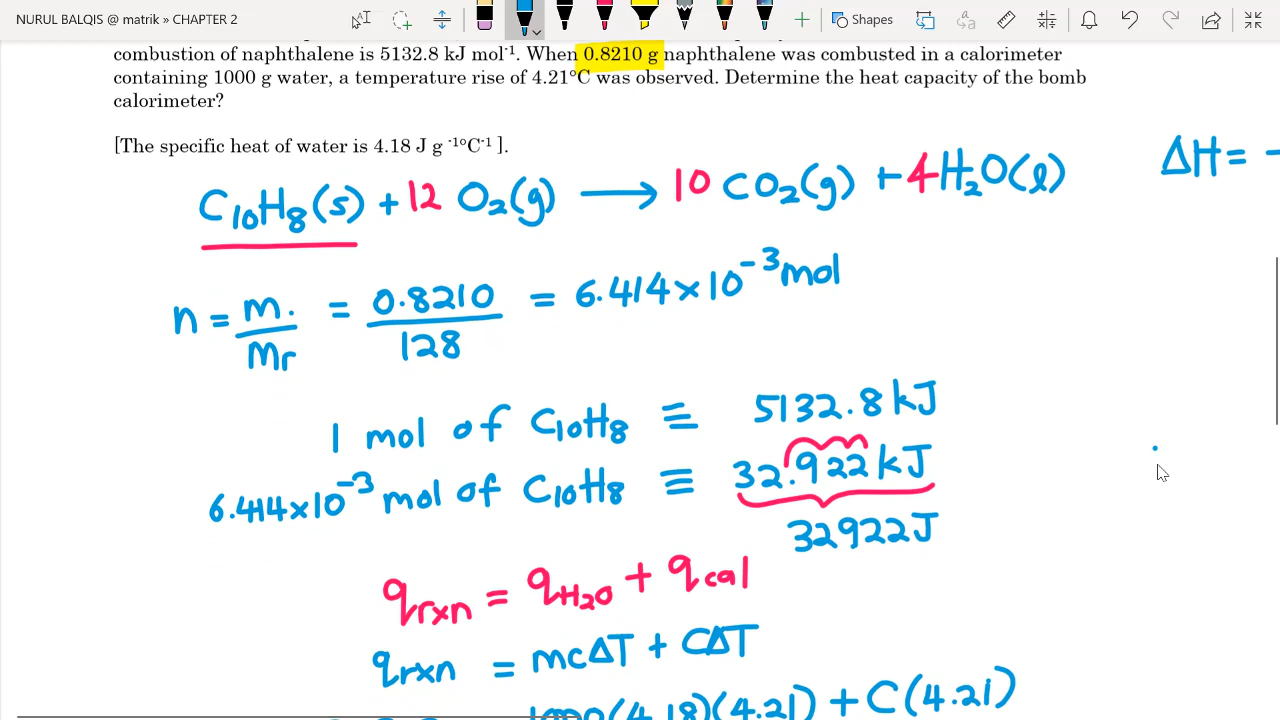 NURUL BALQIS @ matrik » CHAPTER 2
Shapes
combustion of naphthalene is 5132.8 kJ mol⁻¹. When 0.8210 g naphthalene was combusted in a calorimeter
containing 1000 g water, a temperature rise of 4.21°C was observed. Determine the heat capacity of the bomb
calorimeter?
[The specific heat of water is 4.18 J g ⁻¹°C⁻¹ ].
ΔH = -
C₁₀H₈(s) + 12 O₂(g) ⟶ 10 CO₂(g) + 4H₂O(l)
n = m. / Mr = 0.8210 / 128 = 6.414 × 10⁻³ mol
1 mol of C₁₀H₈ ≡ 5132.8 kJ
6.414×10⁻³ mol of C₁₀H₈ ≡ 32.922 kJ
32922J
qrxn = qH₂O + qcal
qrxn = mcΔT + CΔT
1000(4.18)(4.21) + C(4.21)